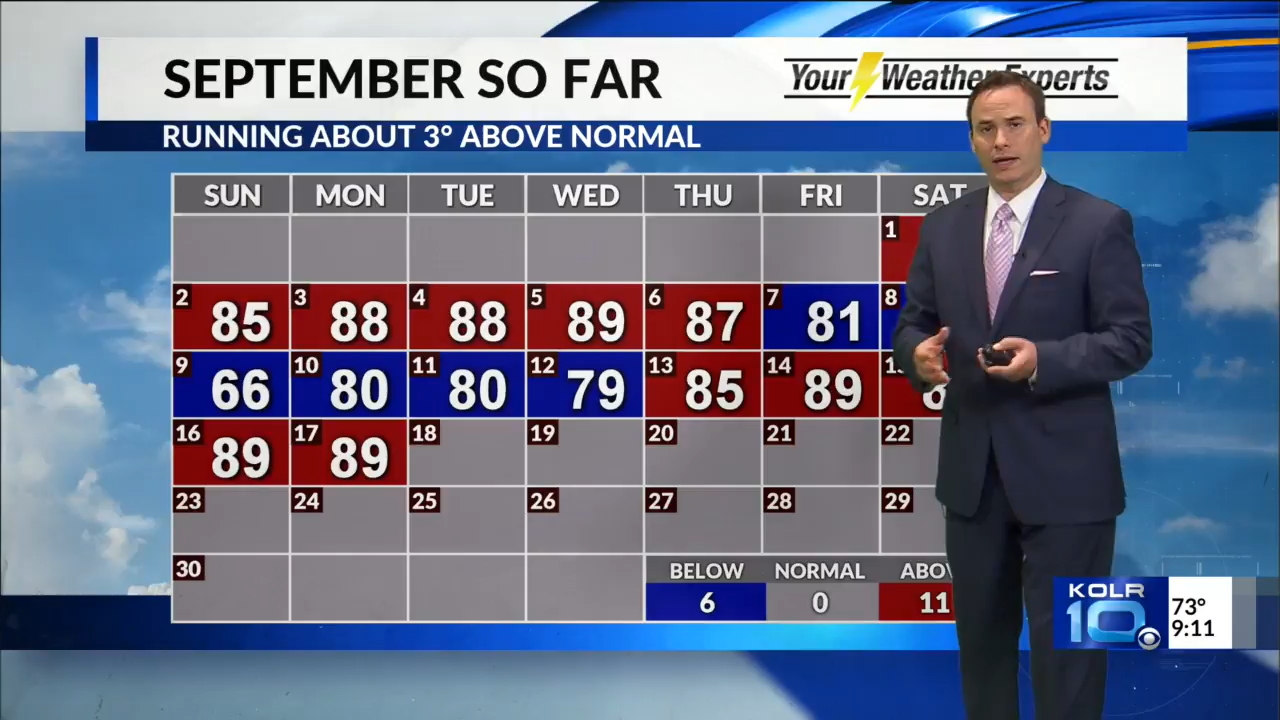 SEPTEMBER SO FAR
Your Weather Experts
RUNNING ABOUT 3° ABOVE NORMAL
SUN MON TUE WED THU FRI SAT
1
2 85 3 88 4 88 5 89 6 87 7 81 8
9 66 10 80 11 80 12 79 13 85 14 89
16 89 17 89 18 19 20 21 22
23 24 25 26 27 28 29
30
BELOW NORMAL
6 0 11
KOLR
10
73°
9:11